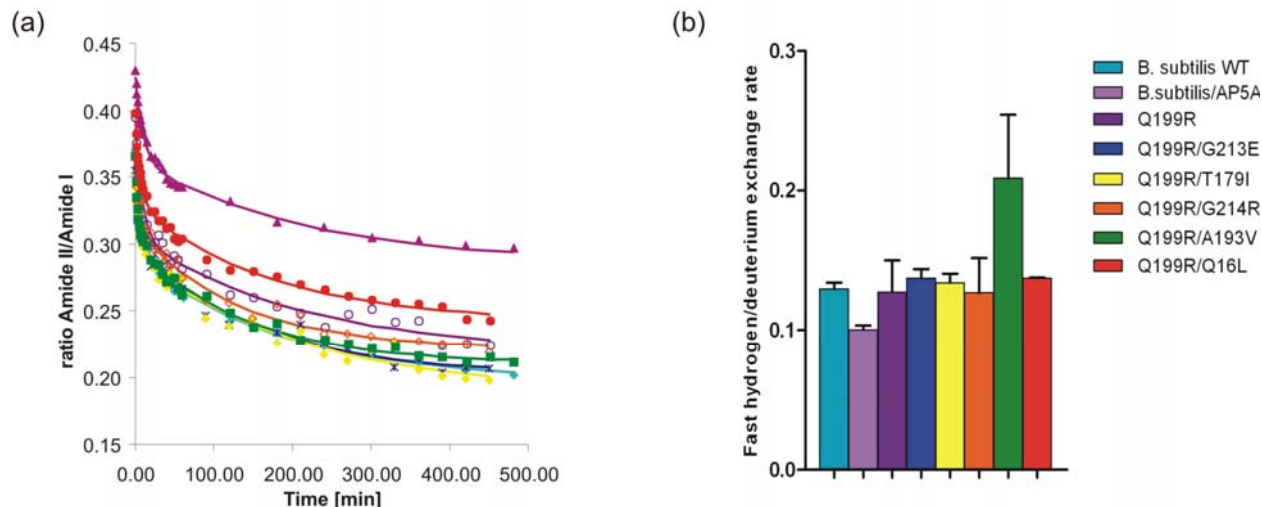 (a)
ratio Amide II/Amide I
0.45
0.40
0.35
0.30
0.25
0.20
0.15
0.00 100.00 200.00 300.00 400.00 500.00
Time [min]
(b)
Fast hydrogen/deuterium exchange rate
0.3
0.2
0.1
0.0
B. subtilis WT
B.subtilis/AP5A
Q199R
Q199R/G213E
Q199R/T179I
Q199R/G214R
Q199R/A193V
Q199R/Q16L